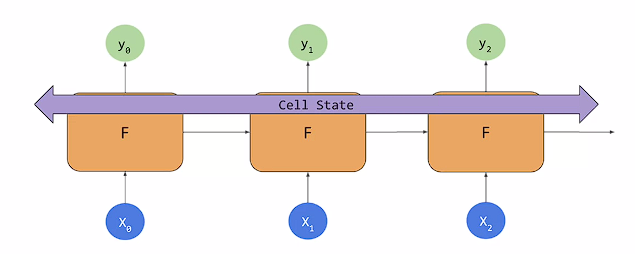 y₀ y₁ y₂
Cell State
F F F
X₀ X₁ X₂